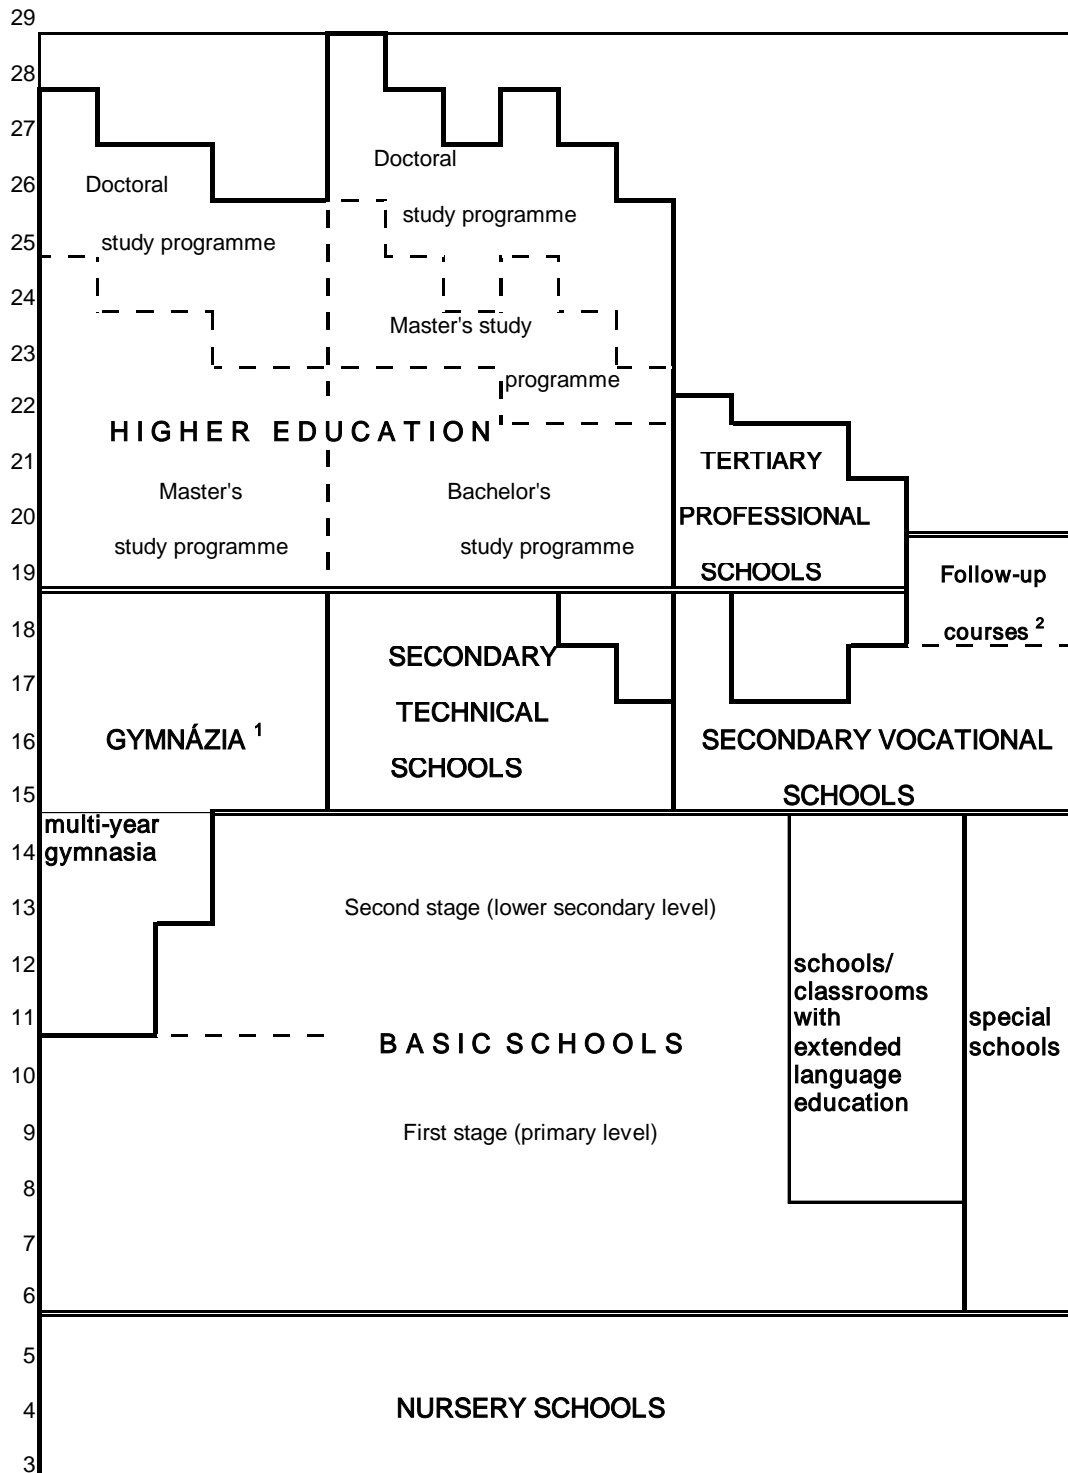 29
28
27
Doctoral
26
Doctoral
study programme
25
study programme
24
Master's study
23
programme
22
HIGHER EDUCATION
21
TERTIARY
Master's
Bachelor's
20
PROFESSIONAL
study programme
study programme
19
SCHOOLS
Follow-up
18
courses 2
SECONDARY
17
TECHNICAL
16
GYMNÁZIA 1
SECONDARY VOCATIONAL
SCHOOLS
15
SCHOOLS
multi-year
gymnasia
14
13
Second stage (lower secondary level)
12
schools/
classrooms
with
extended
language
education
11
special
schools
BASIC SCHOOLS
10
9
First stage (primary level)
8
7
6
5
4
NURSERY SCHOOLS
3